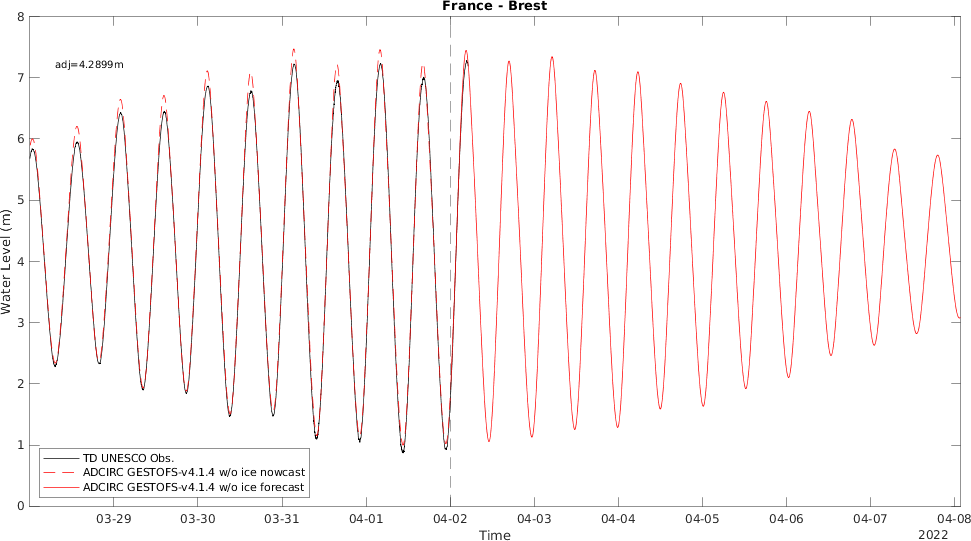 France - Brest
8
7
6
5
4
3
2
1
0
Water Level (m)
adj=4.2899m
TD UNESCO Obs.
ADCIRC GESTOFS-v4.1.4 w/o ice nowcast
ADCIRC GESTOFS-v4.1.4 w/o ice forecast
03-29 03-30 03-31 04-01 04-02 04-03 04-04 04-05 04-06 04-07 04-08
Time
2022